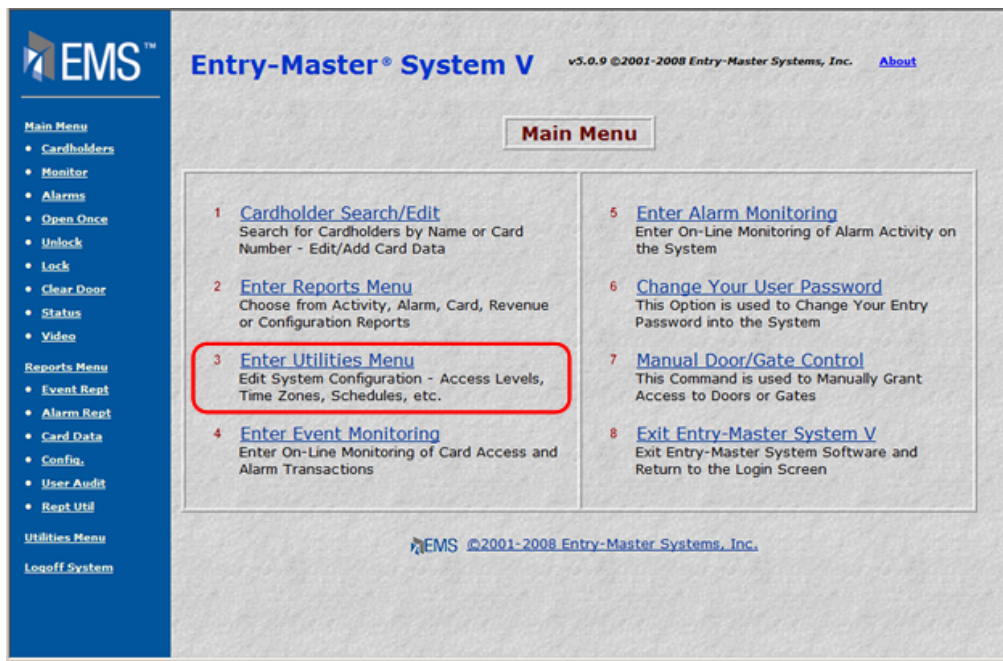 EMS™
Main Menu
• Cardholders
• Monitor
• Alarms
• Open Once
• Unlock
• Lock
• Clear Door
• Status
• Video
Reports Menu
• Event Rept
• Alarm Rept
• Card Data
• Config.
• User Audit
• Rept Util
Utilities Menu
Logoff System
Entry-Master® System V
v5.0.9 ©2001-2008 Entry-Master Systems, Inc. About
Main Menu
1 Cardholder Search/Edit
Search for Cardholders by Name or Card
Number - Edit/Add Card Data
2 Enter Reports Menu
Choose from Activity, Alarm, Card, Revenue
or Configuration Reports
3 Enter Utilities Menu
Edit System Configuration - Access Levels,
Time Zones, Schedules, etc.
4 Enter Event Monitoring
Enter On-Line Monitoring of Card Access and
Alarm Transactions
5 Enter Alarm Monitoring
Enter On-Line Monitoring of Alarm Activity on
the System
6 Change Your User Password
This Option is used to Change Your Entry
Password into the System
7 Manual Door/Gate Control
This Command is used to Manually Grant
Access to Doors or Gates
8 Exit Entry-Master System V
Exit Entry-Master System Software and
Return to the Login Screen
EMS ©2001-2008 Entry-Master Systems, Inc.